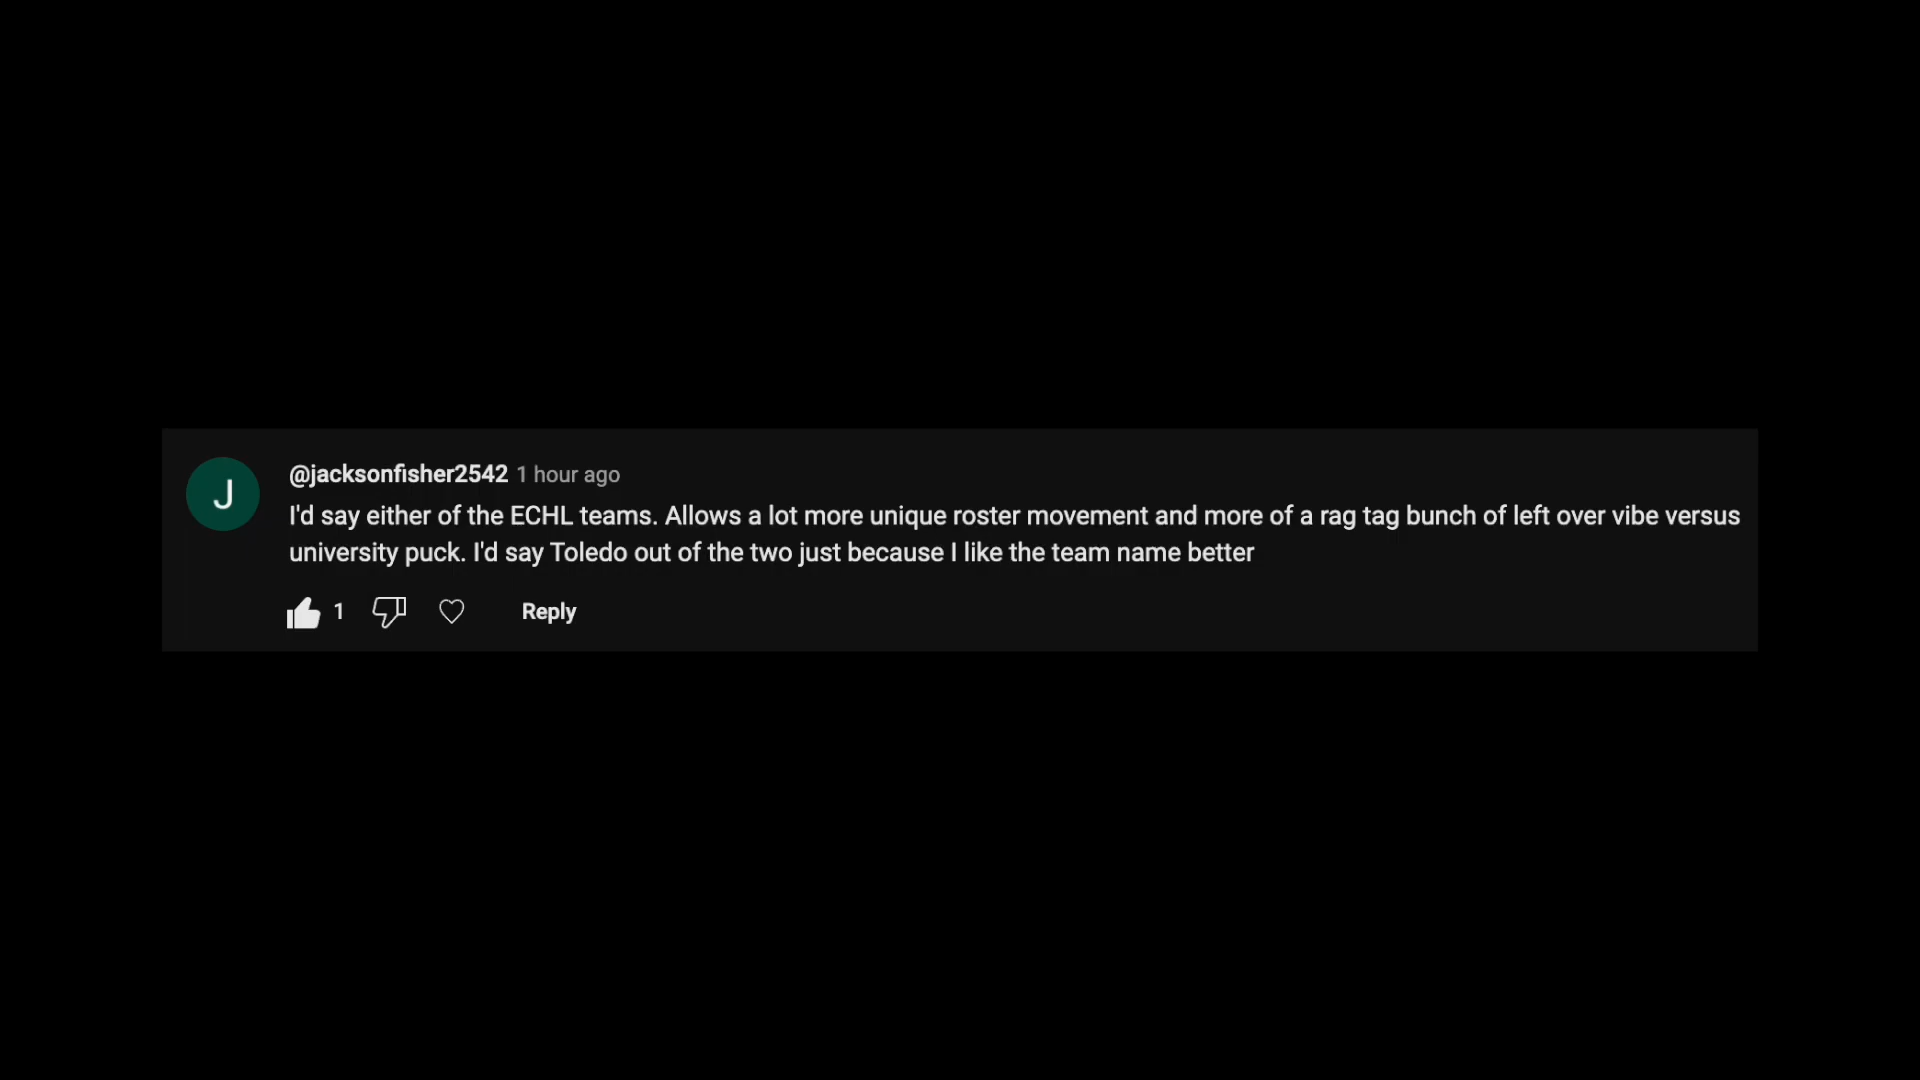 J
@jacksonfisher2542 1 hour ago
I'd say either of the ECHL teams. Allows a lot more unique roster movement and more of a rag tag bunch of left over vibe versus
university puck. I'd say Toledo out of the two just because I like the team name better
1 Reply